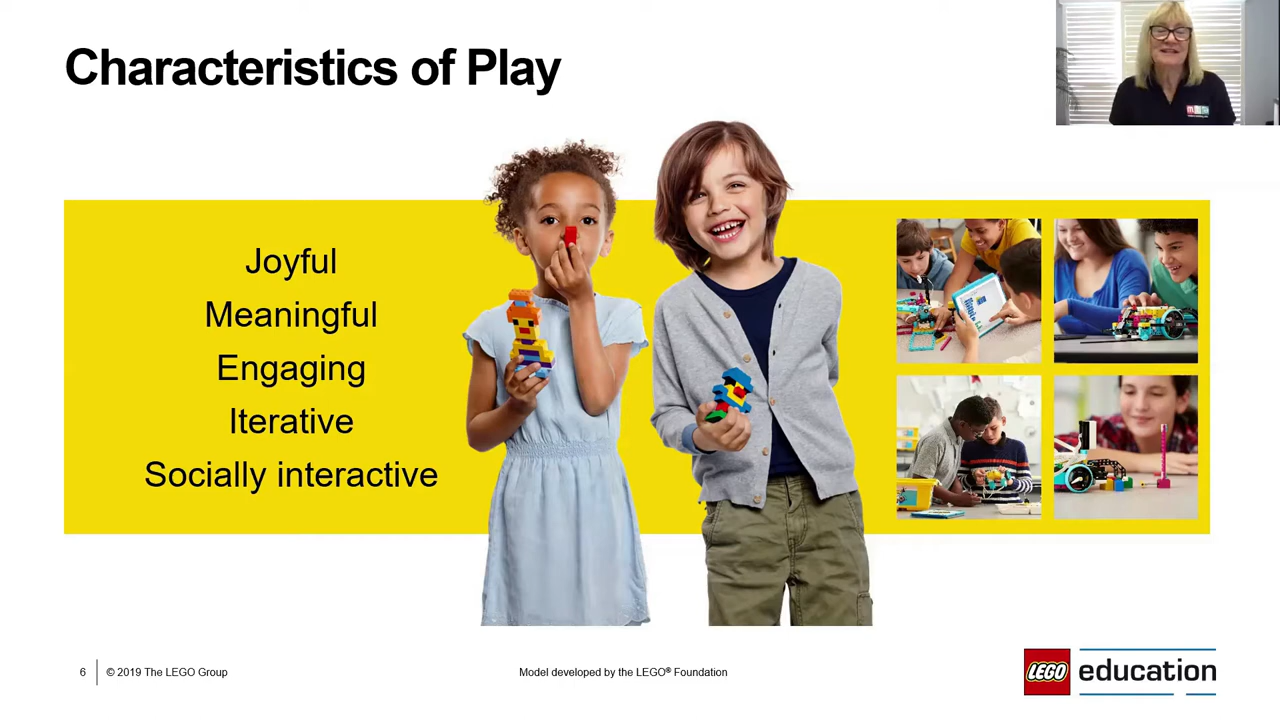 Characteristics of Play
Joyful
Meaningful
Engaging
Iterative
Socially interactive
6
© 2019 The LEGO Group
Model developed by the LEGO® Foundation
LEGO education